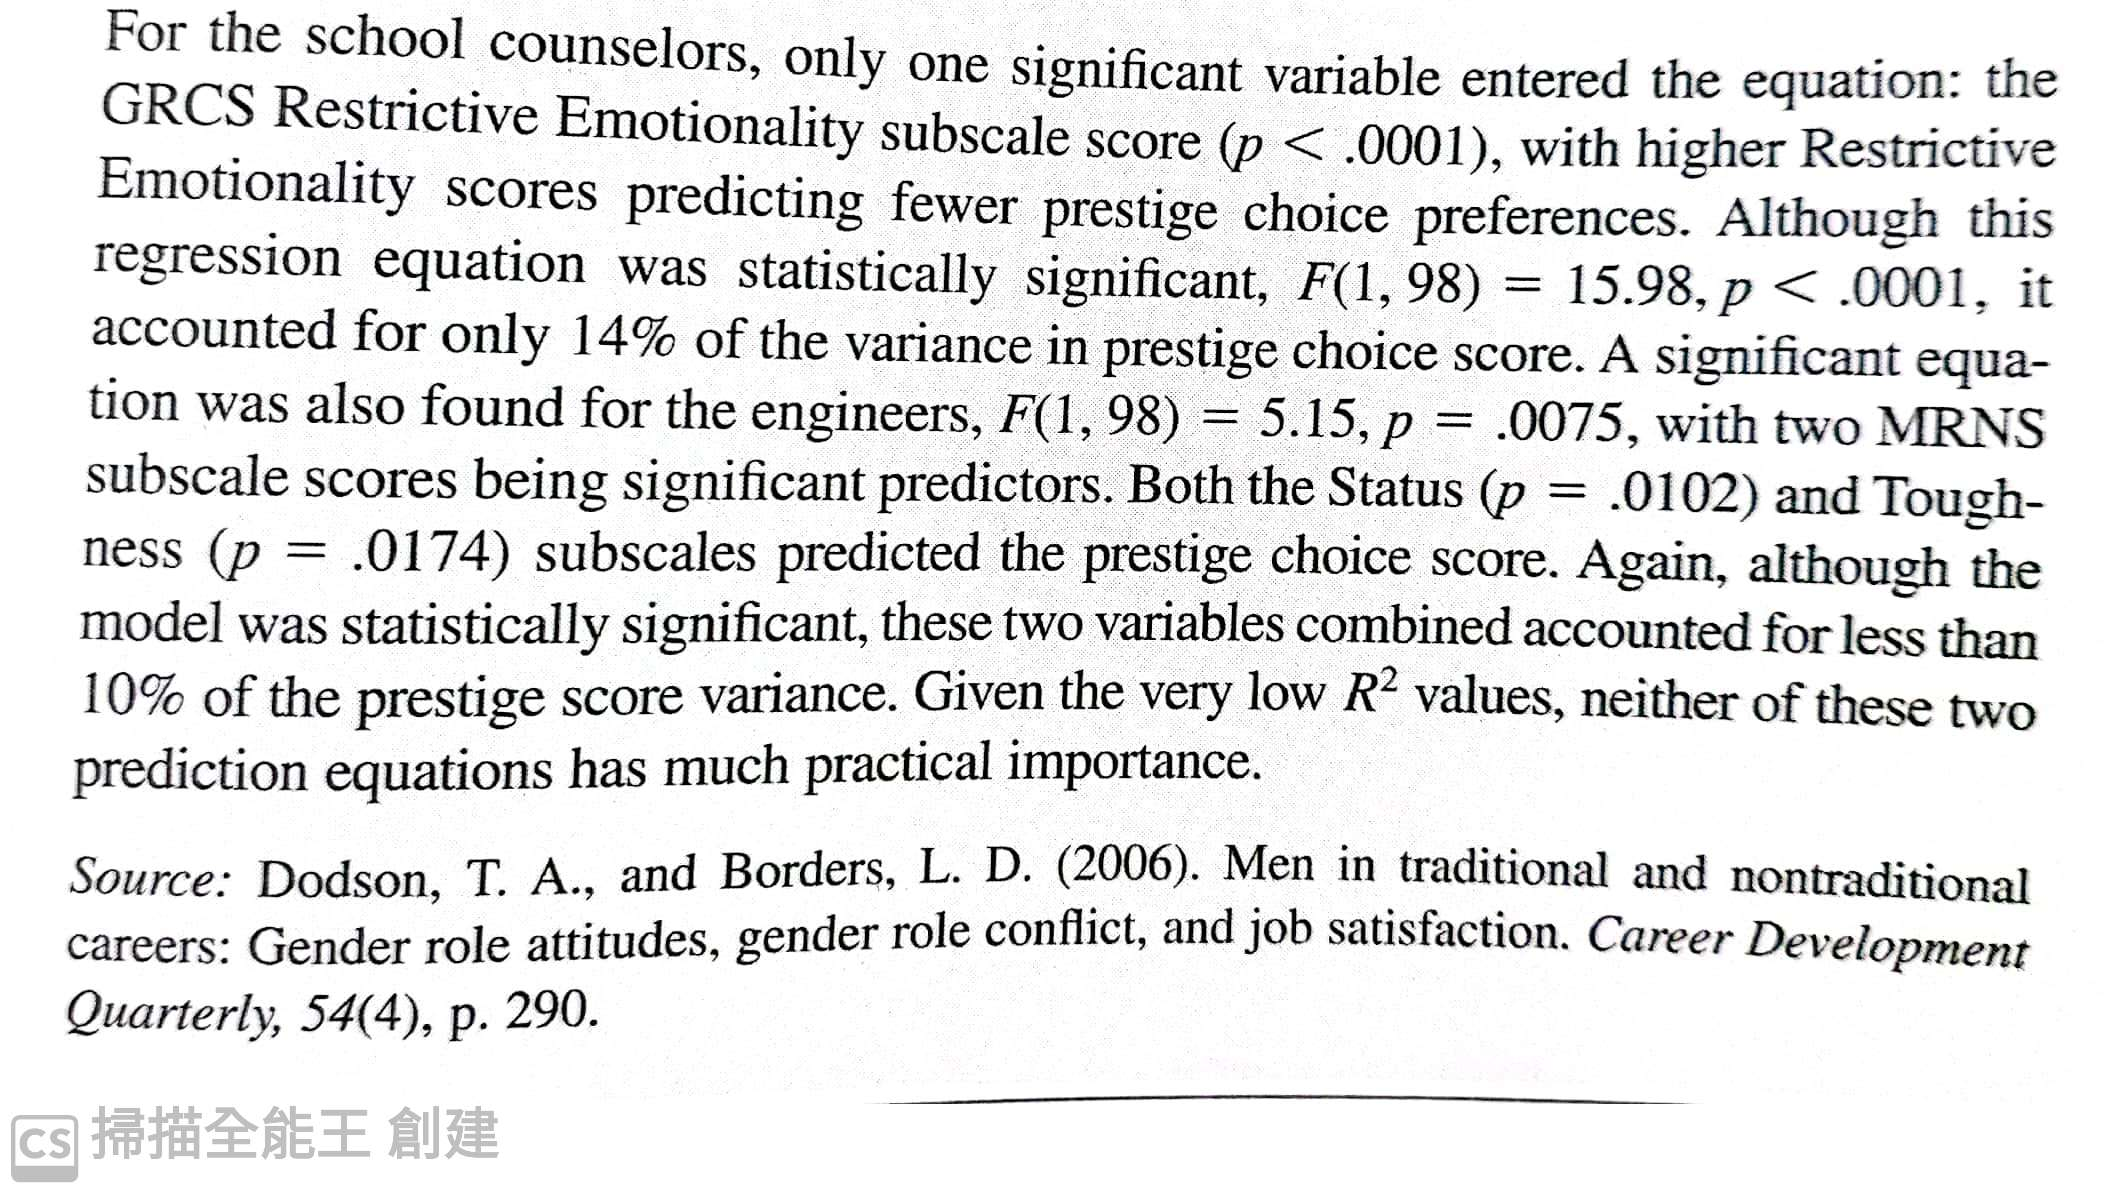 For the school counselors, only one significant variable entered the equation: the
GRCS Restrictive Emotionality subscale score (p < .0001), with higher Restrictive
Emotionality scores predicting fewer prestige choice preferences. Although this
regression equation was statistically significant, F(1, 98) = 15.98, p < .0001, it
accounted for only 14% of the variance in prestige choice score. A significant equa-
tion was also found for the engineers, F(1, 98) = 5.15, p = .0075, with two MRNS
subscale scores being significant predictors. Both the Status (p = .0102) and Tough-
ness (p = .0174) subscales predicted the prestige choice score. Again, although the
model was statistically significant, these two variables combined accounted for less than
10% of the prestige score variance. Given the very low R² values, neither of these two
prediction equations has much practical importance.
Source: Dodson, T. A., and Borders, L. D. (2006). Men in traditional and nontraditional
careers: Gender role attitudes, gender role conflict, and job satisfaction. Career Development
Quarterly, 54(4), p. 290.
CS 掃描全能王 創建